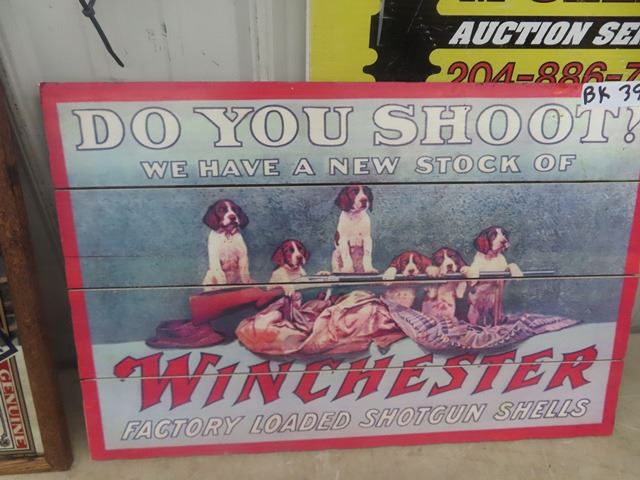 AUCTION SE
204-886-7
BK 39
DO YOU SHOOT?
WE HAVE A NEW STOCK OF
WINCHESTER
FACTORY LOADED SHOTGUN SHELLS
GENUINE